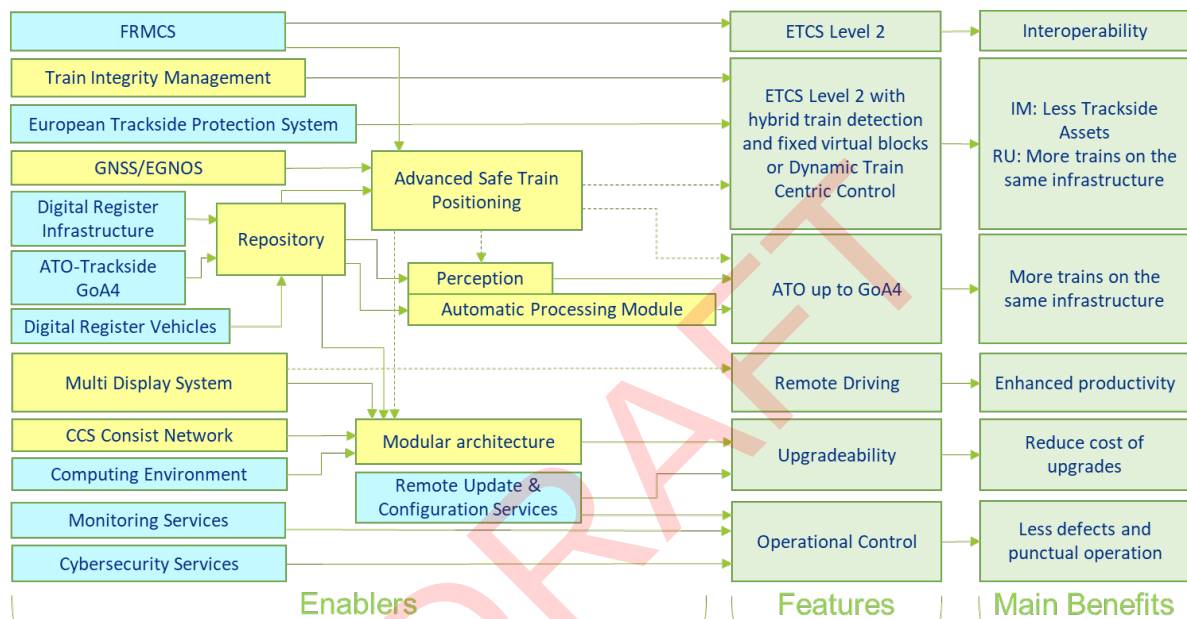 FRMCS
ETCS Level 2
Interoperability
Train Integrity Management
European Trackside Protection System
ETCS Level 2 with
hybrid train detection
and fixed virtual blocks
or Dynamic Train
Centric Control
IM: Less Trackside
Assets
RU: More trains on the
same infrastructure
GNSS/EGNOS
Advanced Safe Train
Positioning
Digital Register
Infrastructure
Repository
ATO-Trackside
GoA4
Perception
Automatic Processing Module
ATO up to GoA4
More trains on the
same infrastructure
Digital Register Vehicles
Multi Display System
Remote Driving
Enhanced productivity
CCS Consist Network
Modular architecture
Computing Environment
Upgradeability
Reduce cost of
upgrades
Remote Update &
Configuration Services
Monitoring Services
Cybersecurity Services
Operational Control
Less defects and
punctual operation
Enablers
Features
Main Benefits
DRAFT